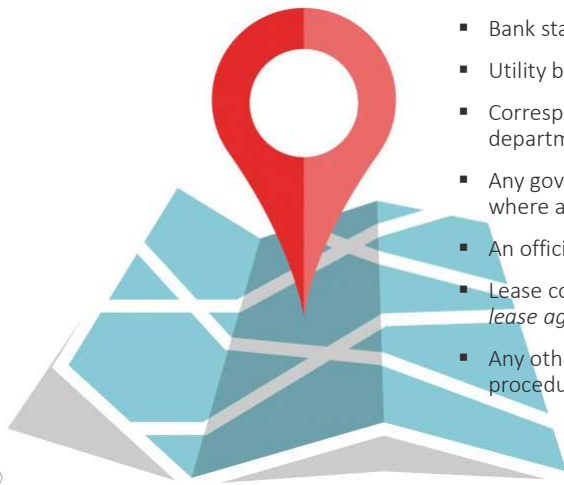 ▪ Bank sta
▪ Utility b
▪ Corresp
departm
▪ Any gov
where a
▪ An offici
▪ Lease co
lease ag
▪ Any oth
procedu